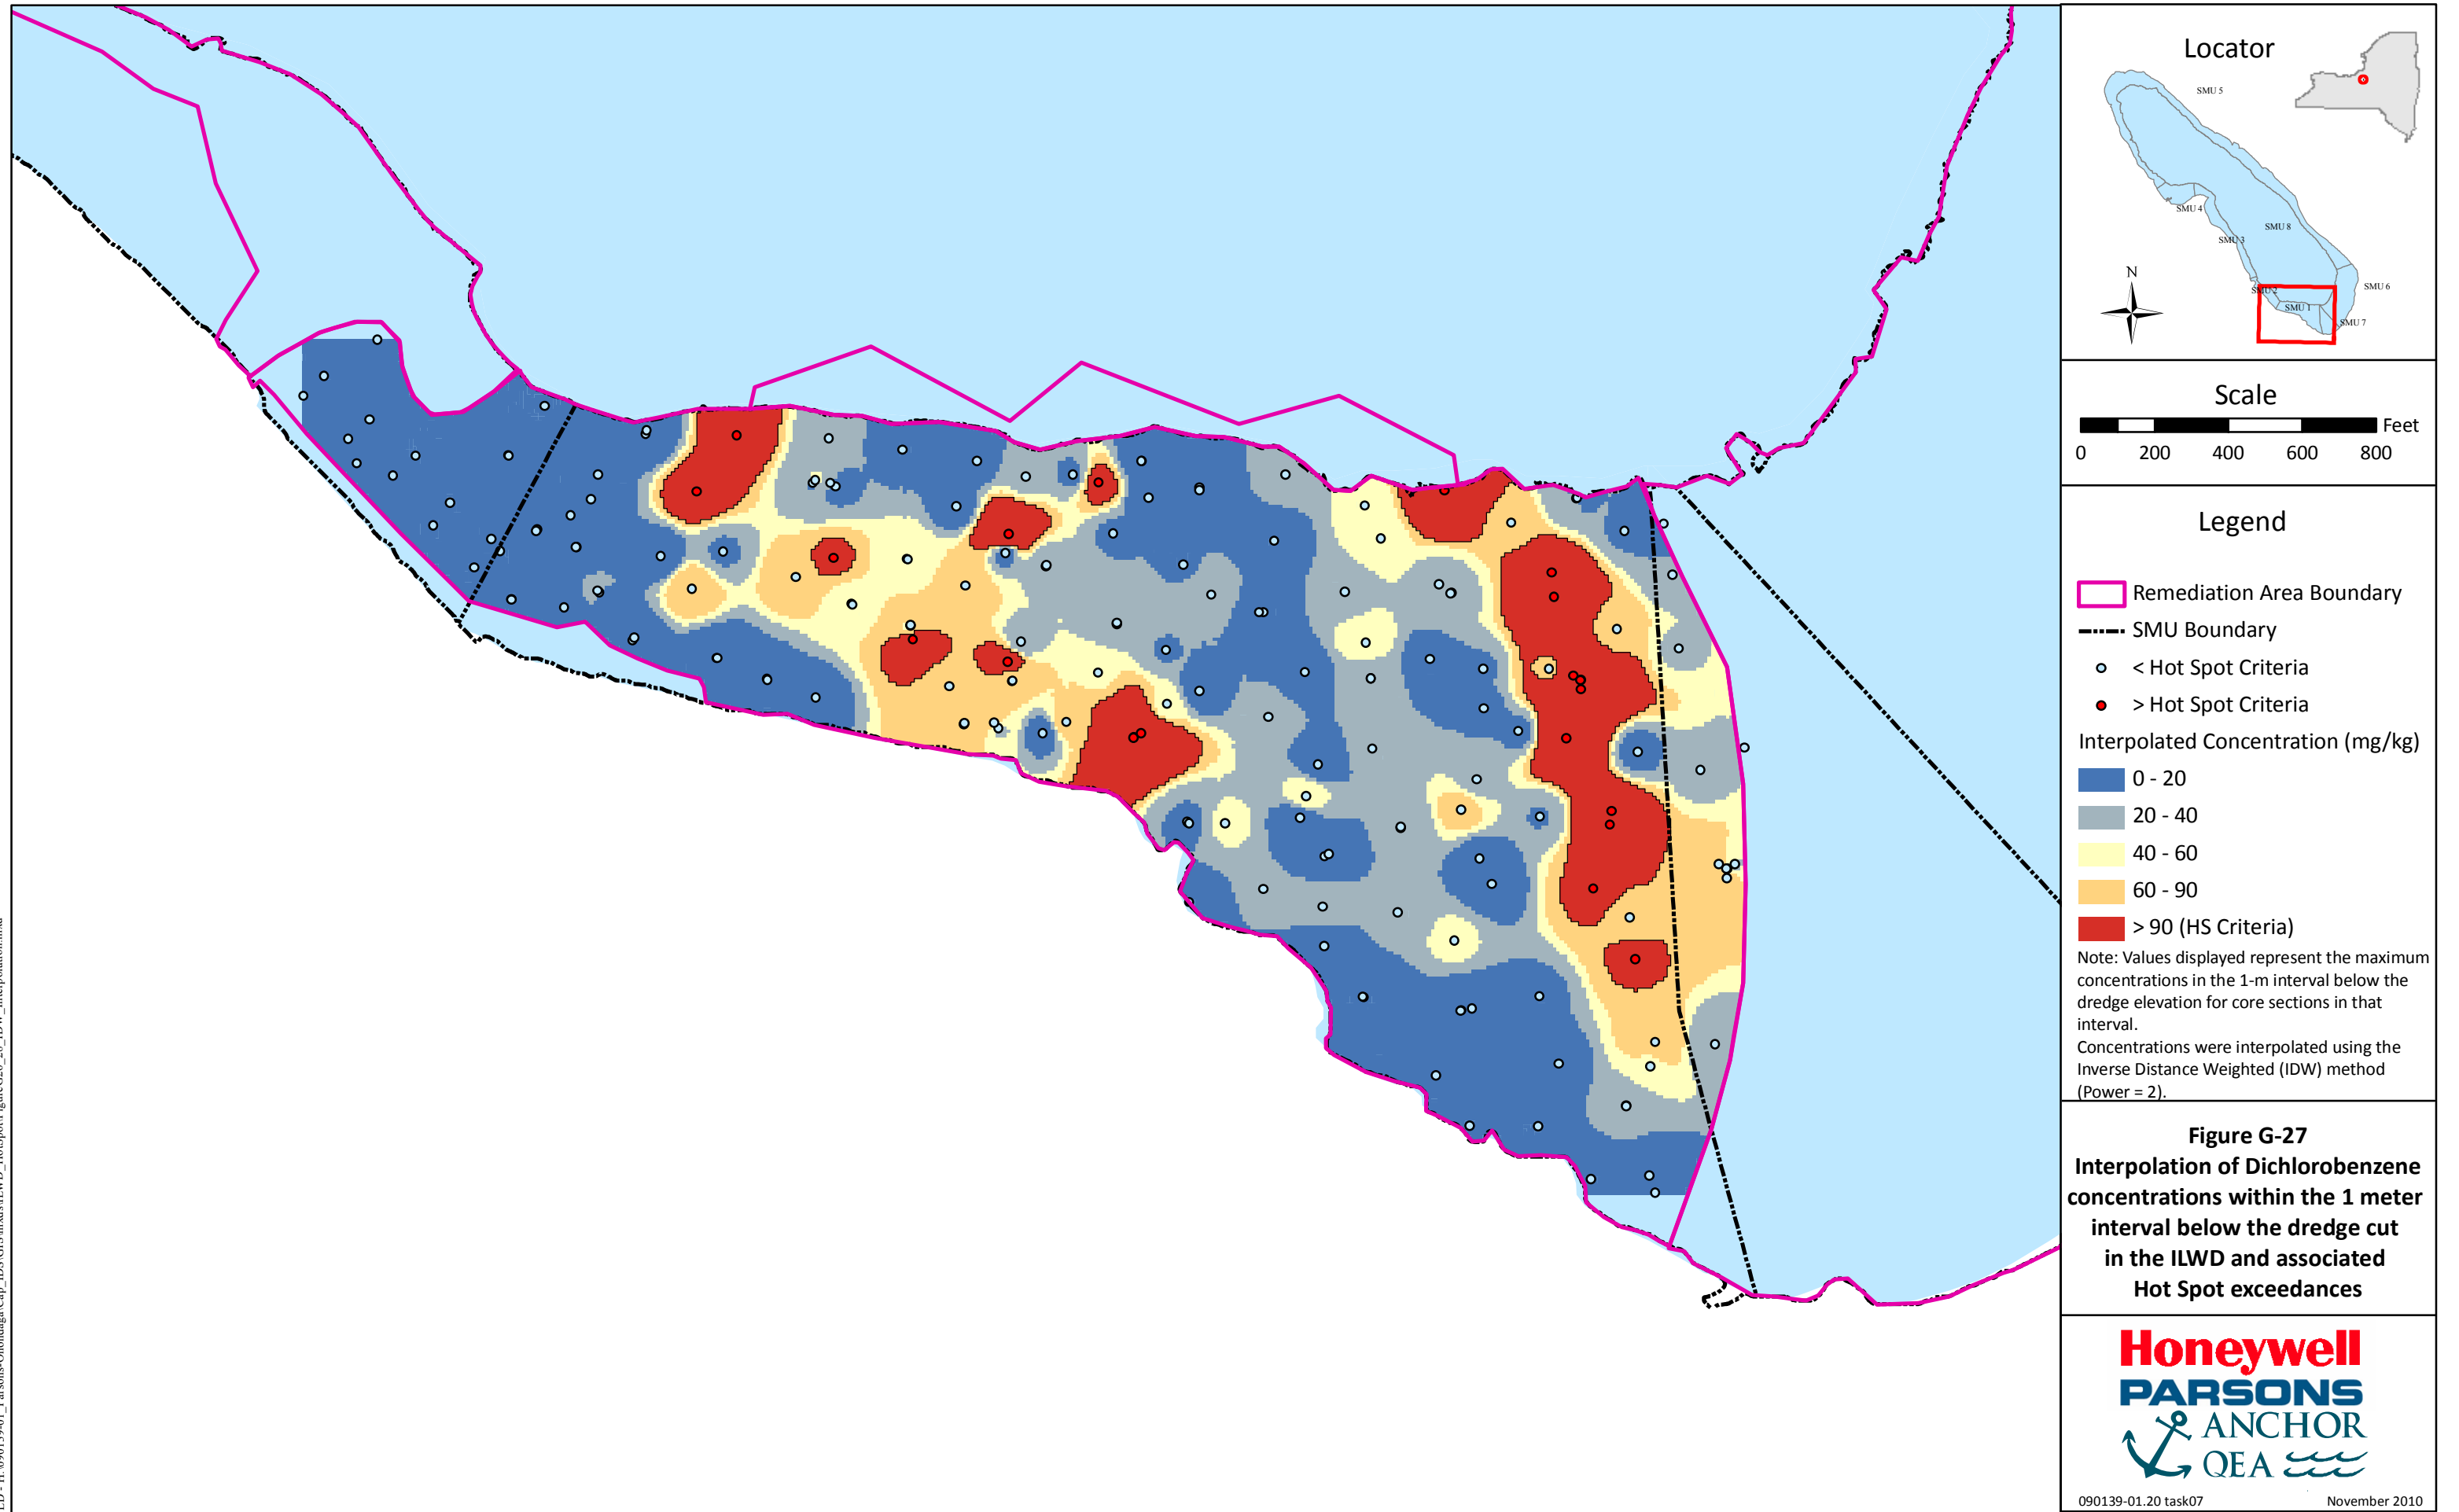 Locator
SMU 5
SMU 4
SMU 8
SMU 3
SMU 2
SMU 6
SMU 1
SMU 7
N
Scale
Feet
0 200 400 600 800
Legend
Remediation Area Boundary
SMU Boundary
< Hot Spot Criteria
> Hot Spot Criteria
Interpolated Concentration (mg/kg)
0 - 20
20 - 40
40 - 60
60 - 90
> 90 (HS Criteria)
Note: Values displayed represent the maximum
concentrations in the 1-m interval below the
dredge elevation for core sections in that
interval.
Concentrations were interpolated using the
Inverse Distance Weighted (IDW) method
(Power = 2).
Figure G-27
Interpolation of Dichlorobenzene
concentrations within the 1 meter
interval below the dredge cut
in the ILWD and associated
Hot Spot exceedances
Honeywell
PARSONS
ANCHOR
QEA
090139-01.20 task07 November 2010